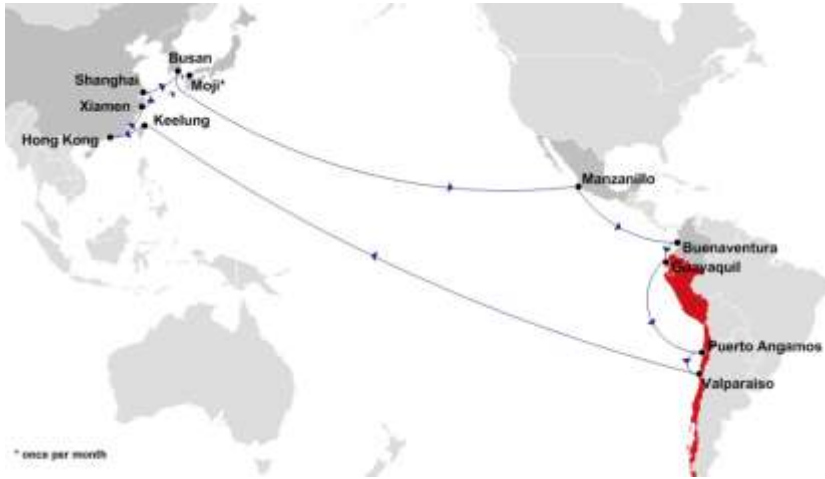 Busan
Shanghai
Moji*
Xiamen
Keelung
Hong Kong
Manzanillo
Buenaventura
Guayaquil
Puerto Angamos
Valparaiso
* once per month